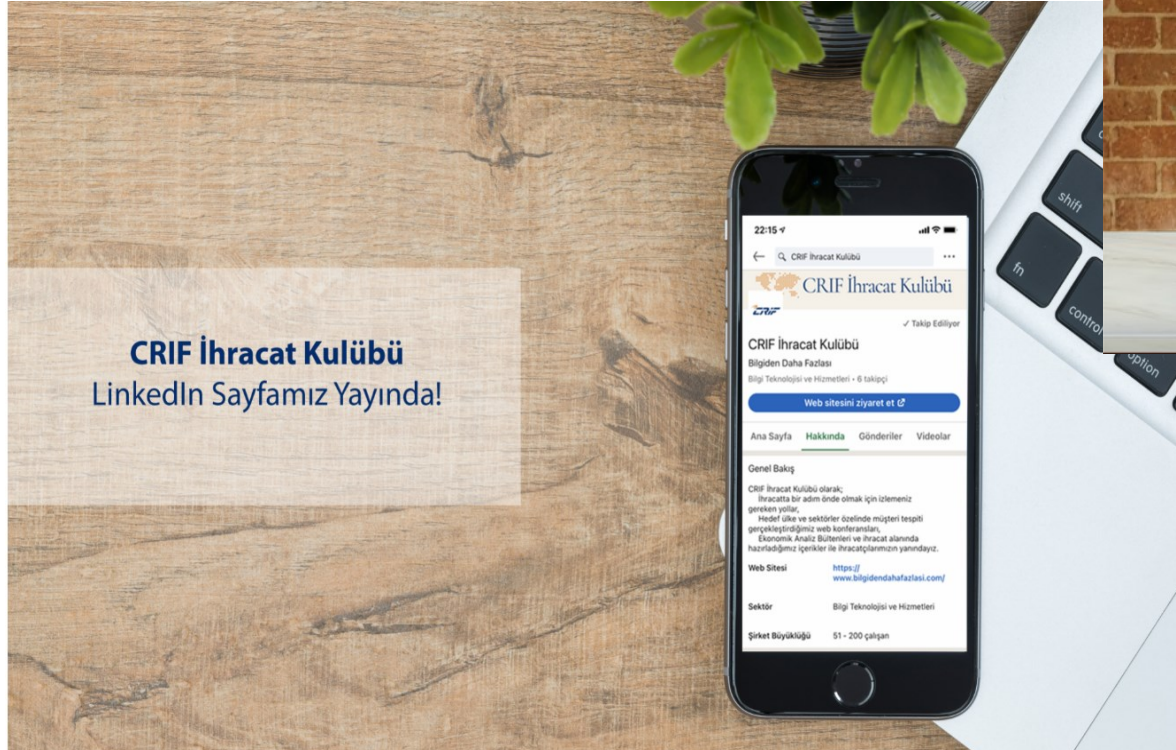 CRIF İhracat Kulübü
LinkedIn Sayfamız Yayında!
22:15
CRIF İhracat Kulübü
CRIF İhracat Kulübü
CRIF
✓ Takip Ediliyor
CRIF İhracat Kulübü
Bilgiden Daha Fazlası
Bilgi Teknolojisi ve Hizmetleri • 6 takipçi
Web sitesini ziyaret et
Ana Sayfa Hakkında Gönderiler Videolar
Genel Bakış
CRIF İhracat Kulübü olarak;
İhracatta bir adım önde olmak için izlemeniz
gereken yollar,
Hedef ülke ve sektörler özelinde müşteri tespiti
gerçekleştirdiğimiz web konferansları,
Ekonomik Analiz Bültenleri ve ihracat alanında
hazırladığımız içerikler ile ihracatçılarımızın yanındayız.
Web Sitesi https://
www.bilgidendahafazlasi.com/
Sektör Bilgi Teknolojisi ve Hizmetleri
Şirket Büyüklüğü 51 - 200 çalışan
shift
fn
control
option